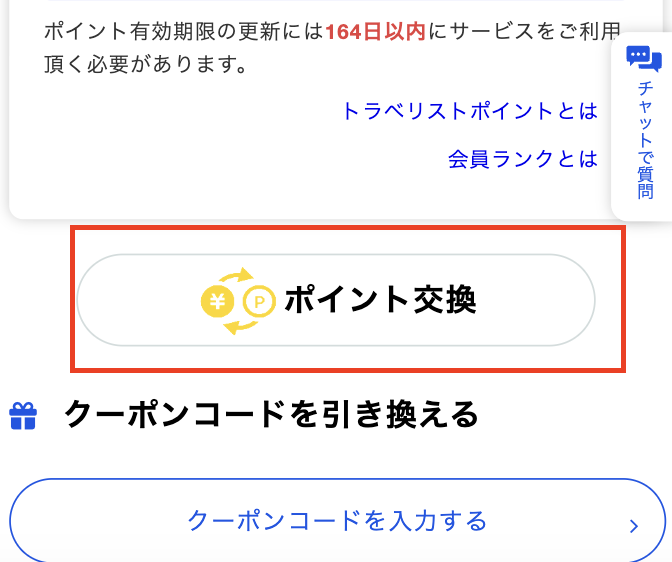 ポイント有効期限の更新には164日以内にサービスをご利用
頂く必要があります。
トラベリストポイントとは
会員ランクとは
チャットで質問
¥ P ポイント交換
クーポンコードを引き換える
クーポンコードを入力する